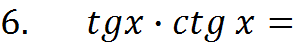 6. tgx · ctg x =